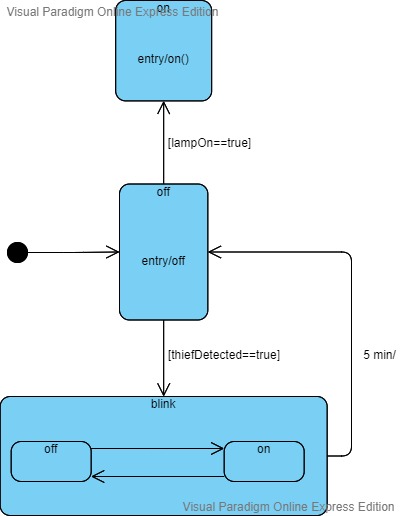 on
Visual Paradigm Online Express Edition
entry/on()
[lampOn==true]
off
entry/off
[thiefDetected==true]
5 min/
blink
off
on
Visual Paradigm Online Express Edition